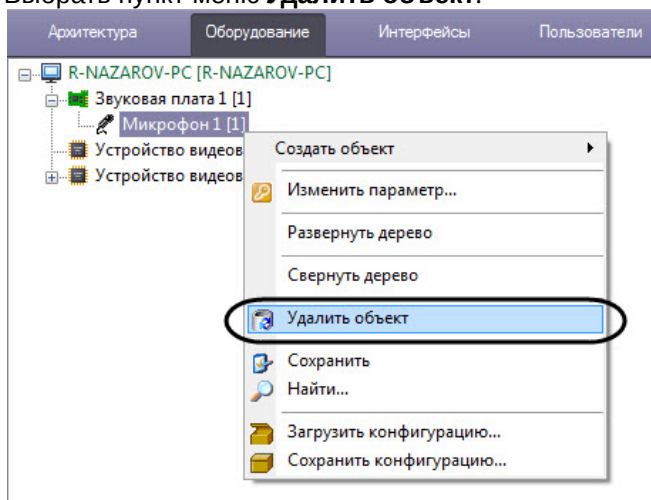 Выбрать пункт меню Удалить объект.
Архитектура Оборудование Интерфейсы Пользователи
R-NAZAROV-PC [R-NAZAROV-PC]
Звуковая плата 1 [1]
Микрофон 1 [1]
Устройство видеов
Устройство видеов
Создать объект
Изменить параметр...
Развернуть дерево
Свернуть дерево
Удалить объект
Сохранить
Найти...
Загрузить конфигурацию...
Сохранить конфигурацию...